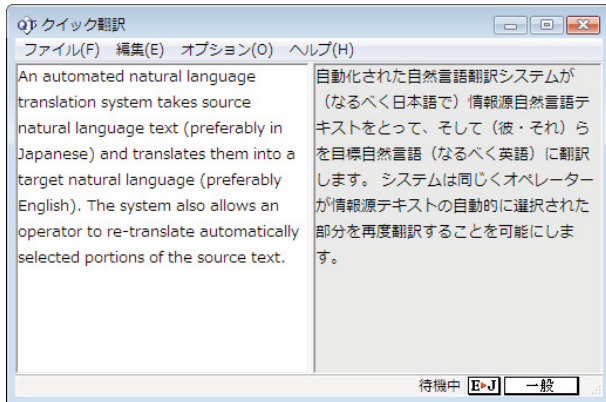 クイック翻訳
ファイル(F) 編集(E) オプション(O) ヘルプ(H)
An automated natural language
translation system takes source
natural language text (preferably in
Japanese) and translates them into a
target natural language (preferably
English). The system also allows an
operator to re-translate automatically
selected portions of the source text.
自動化された自然言語翻訳システムが
（なるべく日本語で）情報源自然言語テ
キストをとって、そして（彼・それ）ら
を目標自然言語（なるべく英語）に翻訳
します。 システムは同じくオペレーター
が情報源テキストの自動的に選択された
部分を再度翻訳することを可能にしま
す。
待機中 E▸J 一般